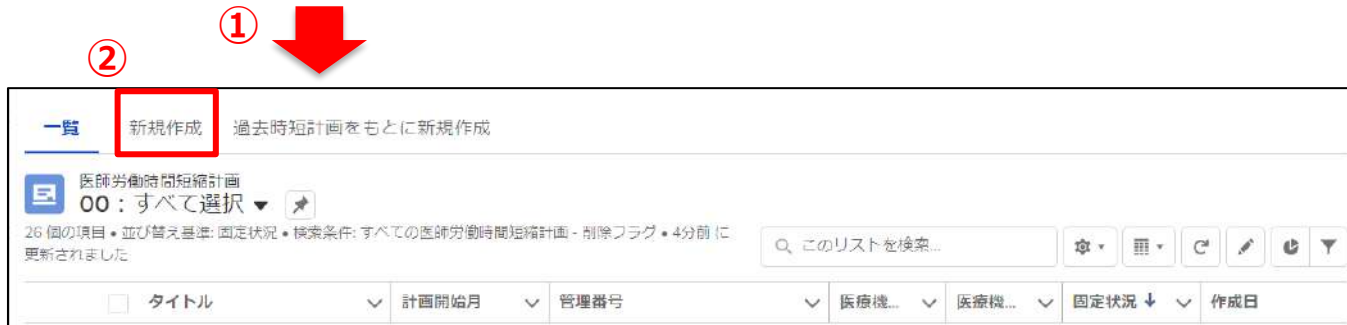 ①
②
一覧 新規作成 過去時短計画をもとに新規作成
医師労働時間短縮計画
00：すべて選択
26 個の項目 • 並び替え基準: 固定状況 • 検索条件: すべての医師労働時間短縮計画 - 削除フラグ • 4分前 に
更新されました
このリストを検索...
タイトル 計画開始月 管理番号 医療機... 医療機... 固定状況 ↓ 作成日